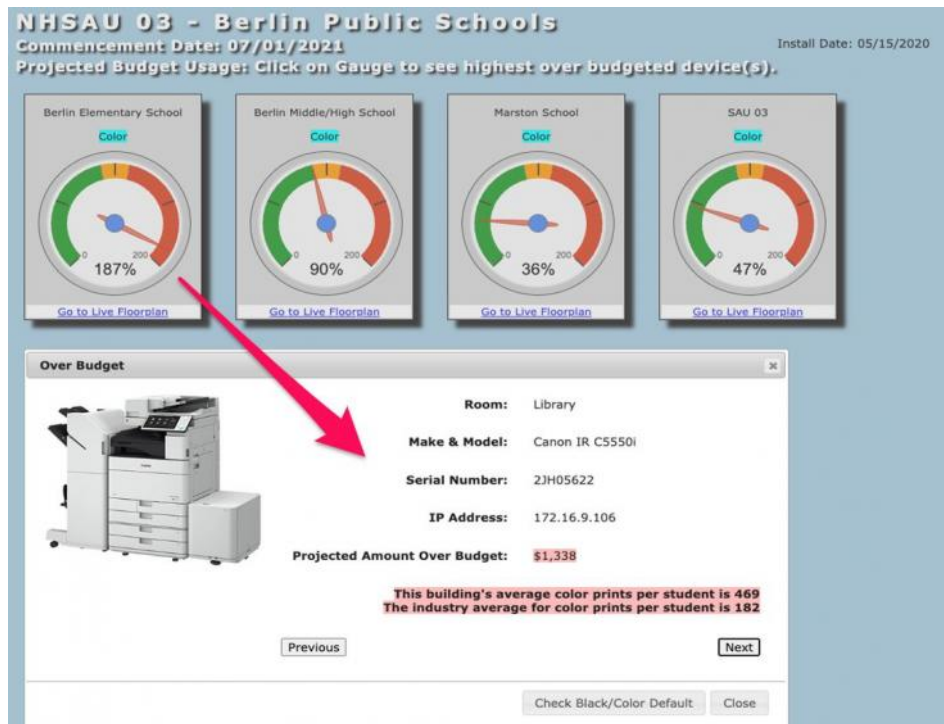 NHSAU 03 - Berlin Public Schools
Commencement Date: 07/01/2021
Install Date: 05/15/2020
Projected Budget Usage: Click on Gauge to see highest over budgeted device(s).
Berlin Elementary School
Color
0 200
187%
Go to Live Floorplan
Berlin Middle/High School
Color
0 200
90%
Go to Live Floorplan
Marston School
Color
0 200
36%
Go to Live Floorplan
SAU 03
Color
0 200
47%
Go to Live Floorplan
Over Budget
Room: Library
Make & Model: Canon IR C5550i
Serial Number: 2JH05622
IP Address: 172.16.9.106
Projected Amount Over Budget: $1,338
This building's average color prints per student is 469
The industry average for color prints per student is 182
Previous
Next
Check Black/Color Default
Close